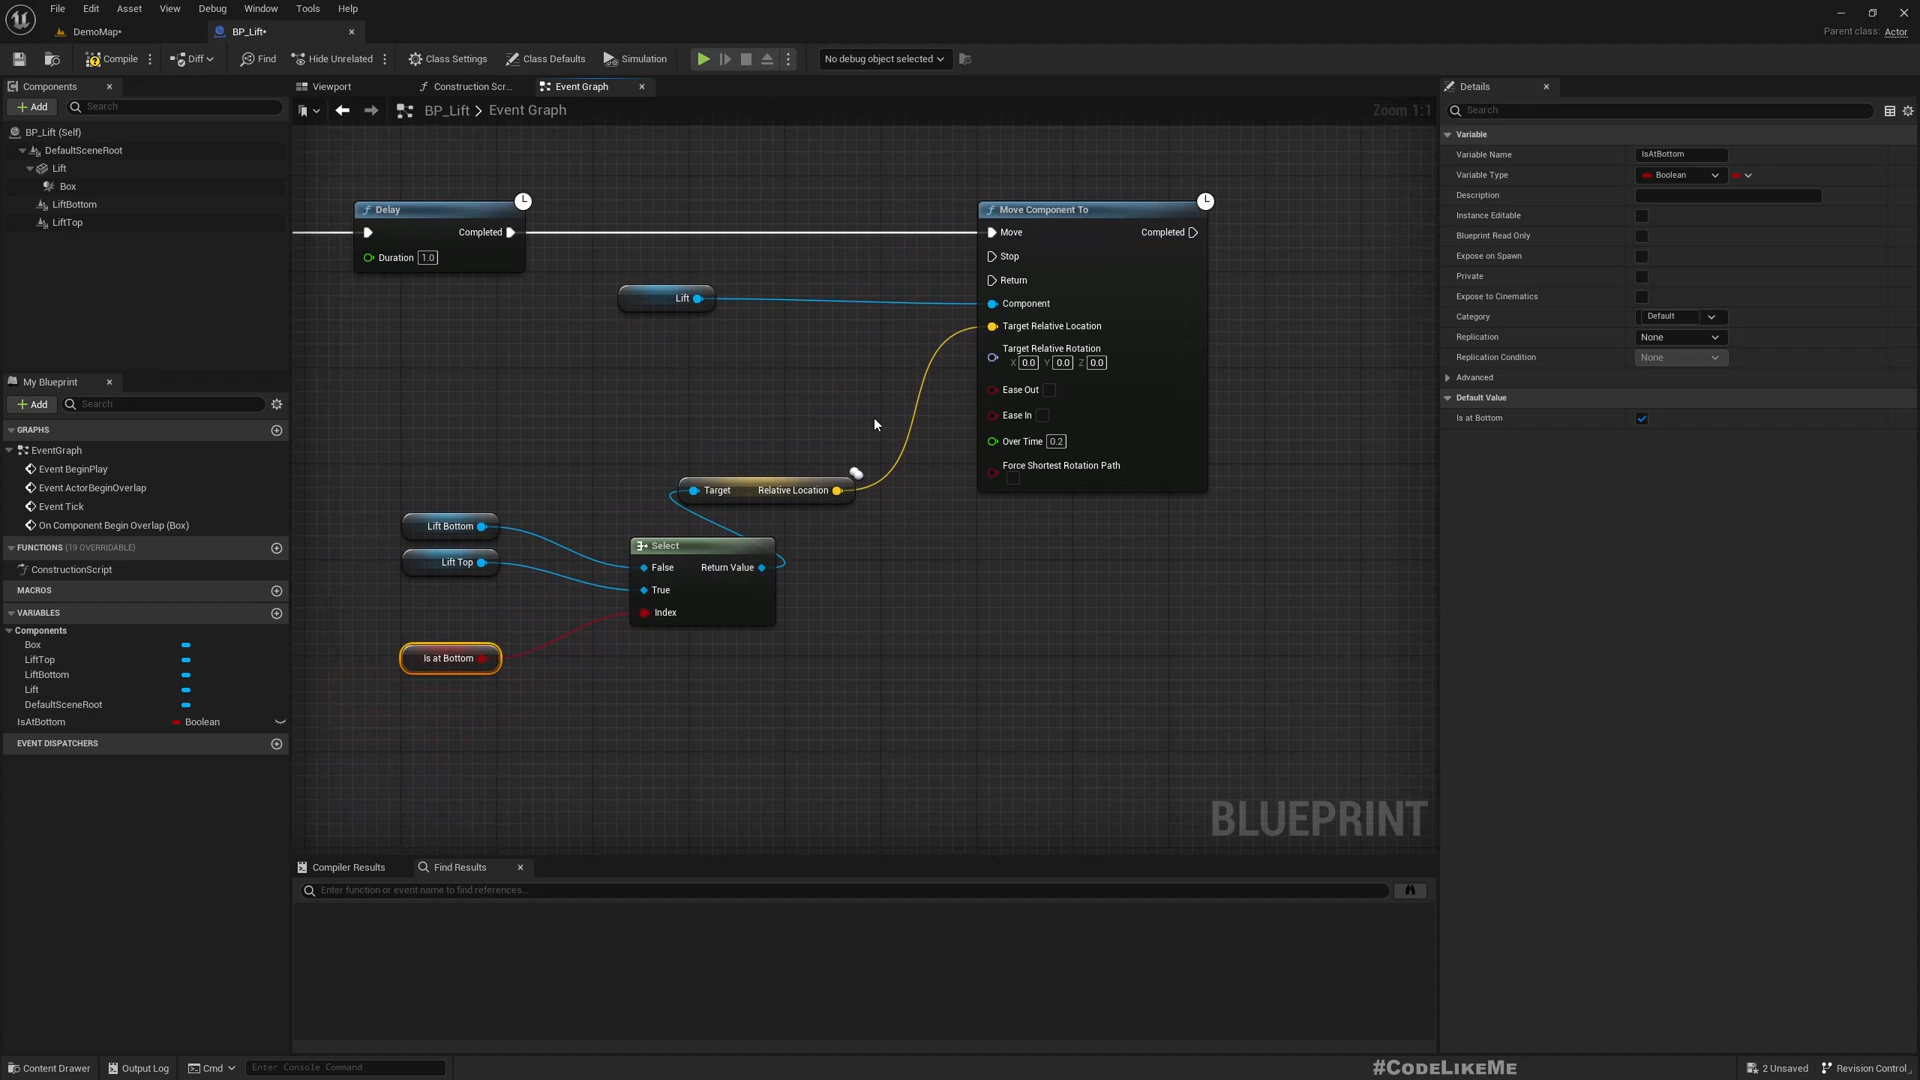 File Edit Asset View Debug Window Tools Help
DemoMap* BP_Lift*
Parent class: Actor
Compile Diff Find Hide Unrelated Class Settings Class Defaults Simulation No debug object selected
Components
Add Search
BP_Lift (Self)
DefaultSceneRoot
Lift
Box
LiftBottom
LiftTop
My Blueprint
Add Search
GRAPHS
EventGraph
Event BeginPlay
Event ActorBeginOverlap
Event Tick
On Component Begin Overlap (Box)
FUNCTIONS (19 OVERRIDABLE)
ConstructionScript
MACROS
VARIABLES
Components
Box
LiftTop
LiftBottom
Lift
DefaultSceneRoot
IsAtBottom Boolean
EVENT DISPATCHERS
Viewport Construction Scr... Event Graph
BP_Lift > Event Graph Zoom 1:1
Delay
Completed
Duration 1.0
Lift
Move Component To
Move Completed
Stop
Return
Component
Target Relative Location
Target Relative Rotation
X 0.0 Y 0.0 Z 0.0
Ease Out
Ease In
Over Time 0.2
Force Shortest Rotation Path
Target Relative Location
Lift Bottom
Lift Top
Select
False Return Value
True
Index
Is at Bottom
BLUEPRINT
Compiler Results Find Results
Enter function or event name to find references...
Details
Search
Variable
Variable Name IsAtBottom
Variable Type Boolean
Description
Instance Editable
Blueprint Read Only
Expose on Spawn
Private
Expose to Cinematics
Category Default
Replication None
Replication Condition None
Advanced
Default Value
Is at Bottom
Content Drawer Output Log Cmd Enter Console Command
#CodeLikeMe
2 Unsaved Revision Control